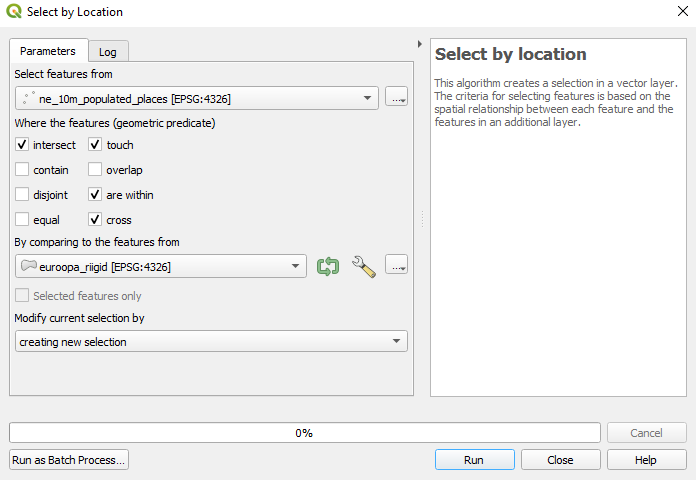 Select by Location
Parameters
Log
Select features from
ne_10m_populated_places [EPSG:4326]
...
Where the features (geometric predicate)
intersect
touch
contain
overlap
disjoint
are within
equal
cross
By comparing to the features from
euroopa_riigid [EPSG:4326]
...
Selected features only
Modify current selection by
creating new selection
Select by location
This algorithm creates a selection in a vector layer.
The criteria for selecting features is based on the
spatial relationship between each feature and the
features in an additional layer.
0%
Cancel
Run as Batch Process...
Run
Close
Help